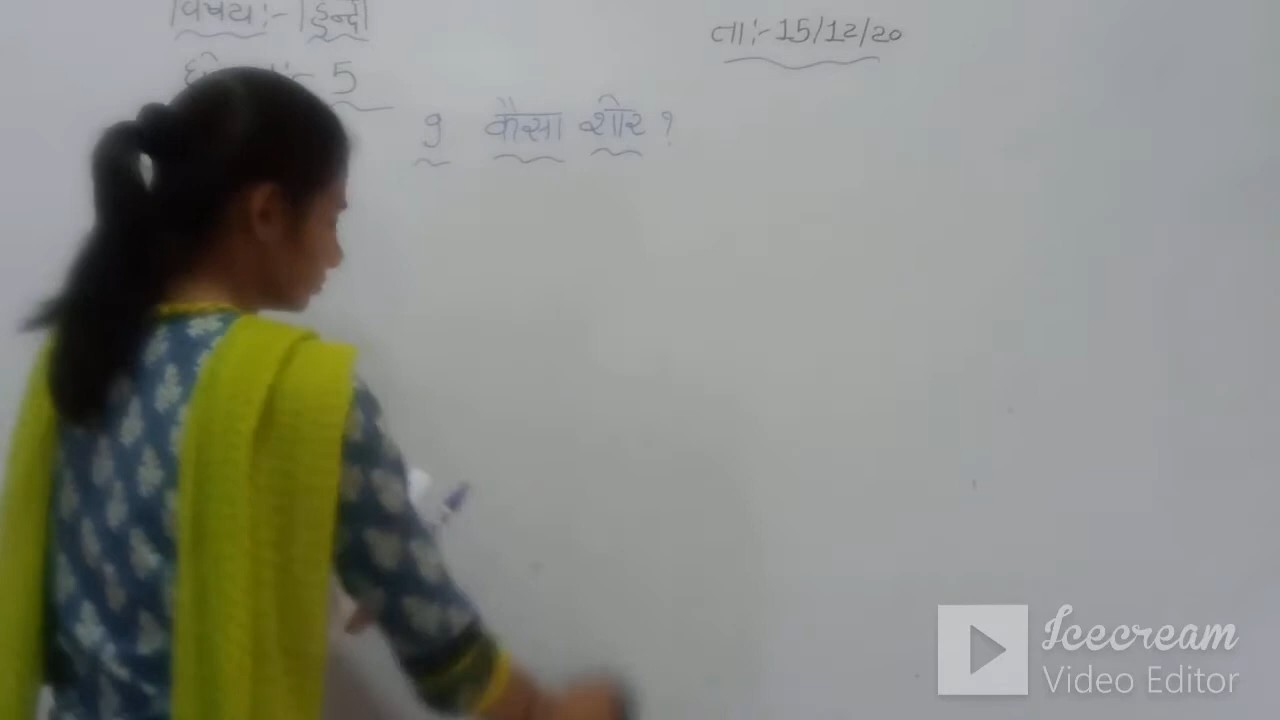 विषय:- हिन्दी
ता:- 15/12/20
5
9 कैसा शोर ?
Icecream
Video Editor